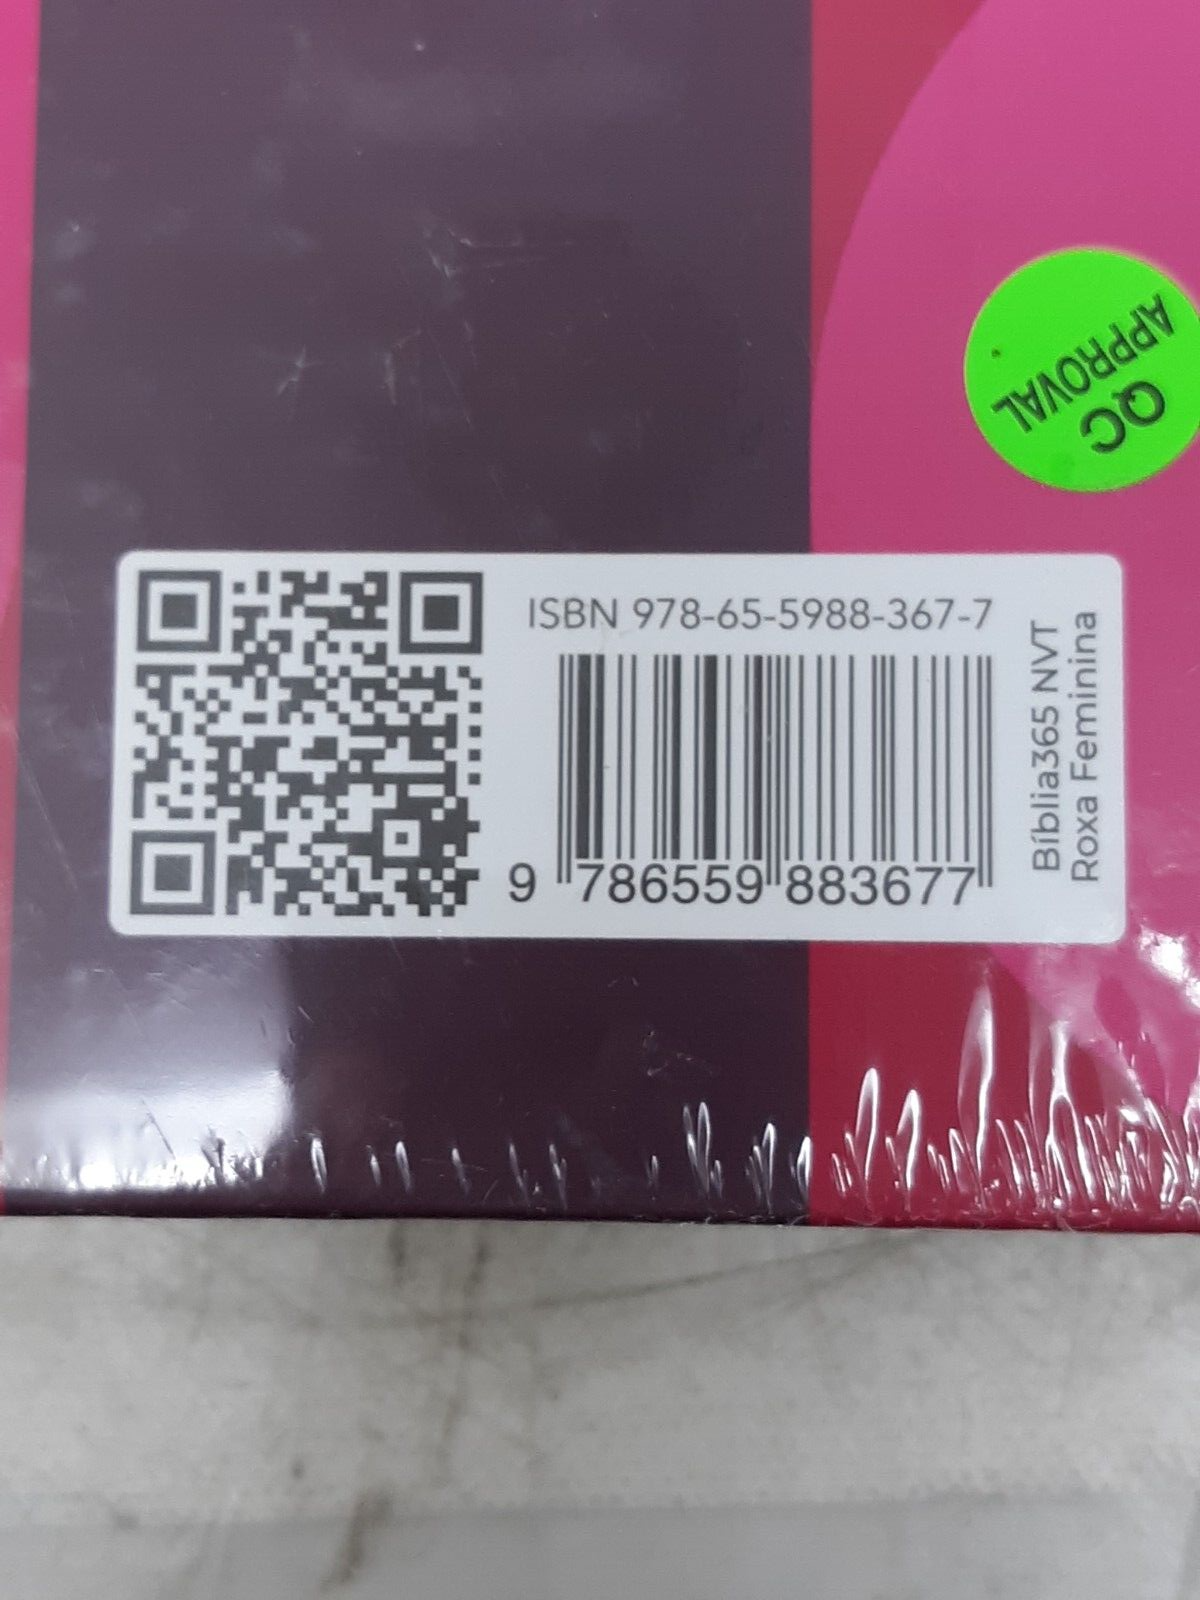 QC
APPROVAL
ISBN 978-65-5988-367-7
9 786559 883677
Bíblia365 NVT
Roxa Feminina